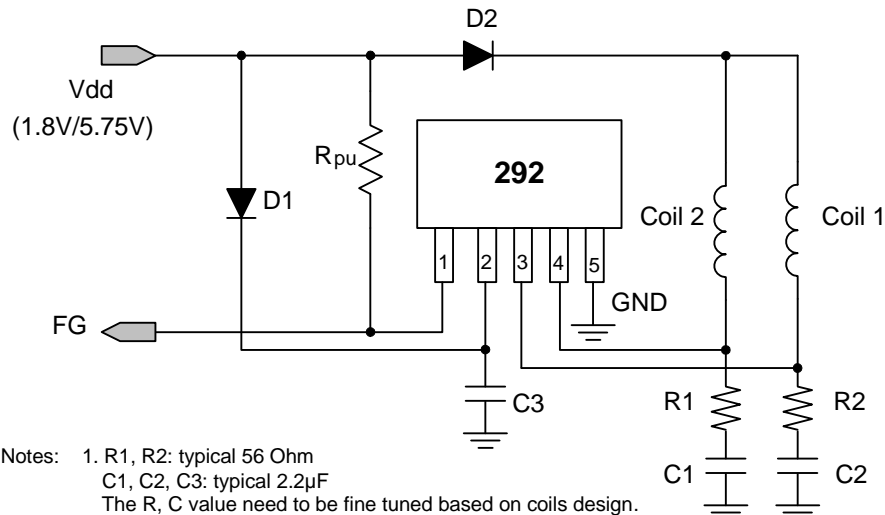 D2
Vdd
(1.8V/5.75V)
Rpu
292
D1
Coil 2
Coil 1
1 2 3 4 5
GND
FG
C3
R1
R2
C1
C2
Notes: 1. R1, R2: typical 56 Ohm
C1, C2, C3: typical 2.2µF
The R, C value need to be fine tuned based on coils design.